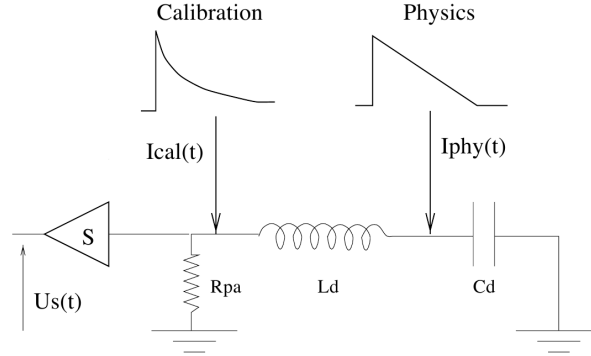 Calibration Physics
Ical(t) Iphy(t)
S
Rpa Ld Cd
Us(t)